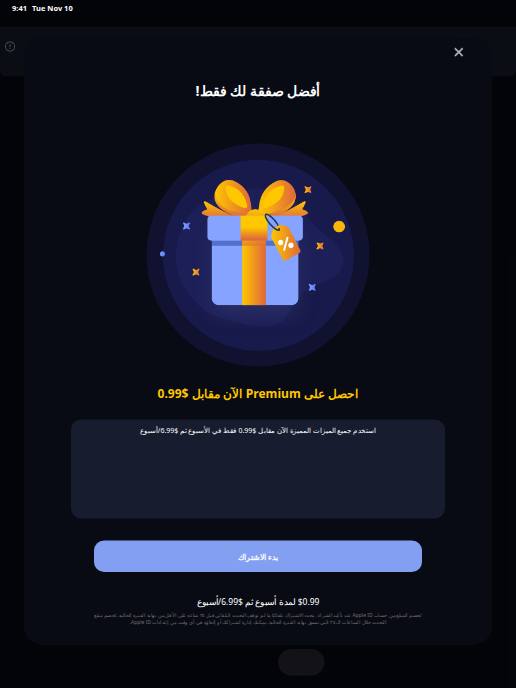 9:41 Tue Nov 10
أفضل صفقة لك فقط!
%
احصل على Premium الآن مقابل $0.99
استخدم جميع الميزات المميزة الآن مقابل $0.99 فقط في الأسبوع ثم $6.99/أسبوع
بدء الاشتراك
$0.99 لمدة أسبوع ثم $6.99/أسبوع